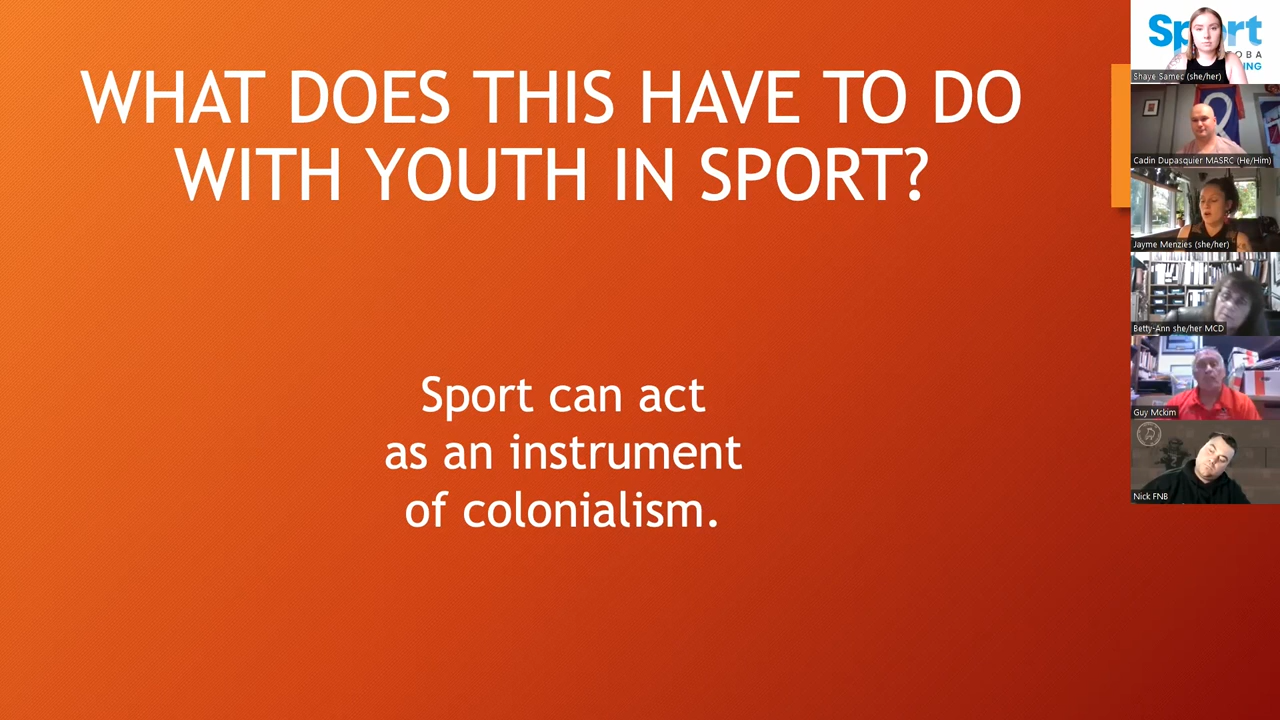 WHAT DOES THIS HAVE TO DO
WITH YOUTH IN SPORT?
Sport can act
as an instrument
of colonialism.
Shaye Samec (she/her)
Cadin Dupasquier MASRC (He/Him)
Jayme Menzies (she/her)
Betty-Ann she/her MCD
Guy Mckim
Nick FNB